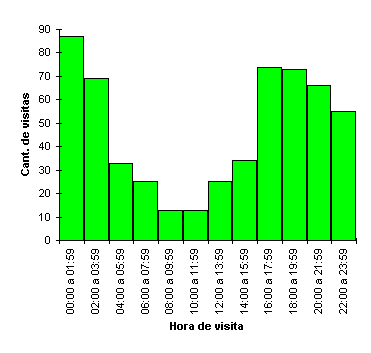 90
80
70
60
50
40
30
20
10
0
Cant. de visitas
00:00 a 01:59
02:00 a 03:59
04:00 a 05:59
06:00 a 07:59
08:00 a 09:59
10:00 a 11:59
12:00 a 13:59
14:00 a 15:59
16:00 a 17:59
18:00 a 19:59
20:00 a 21:59
22:00 a 23:59
Hora de visita